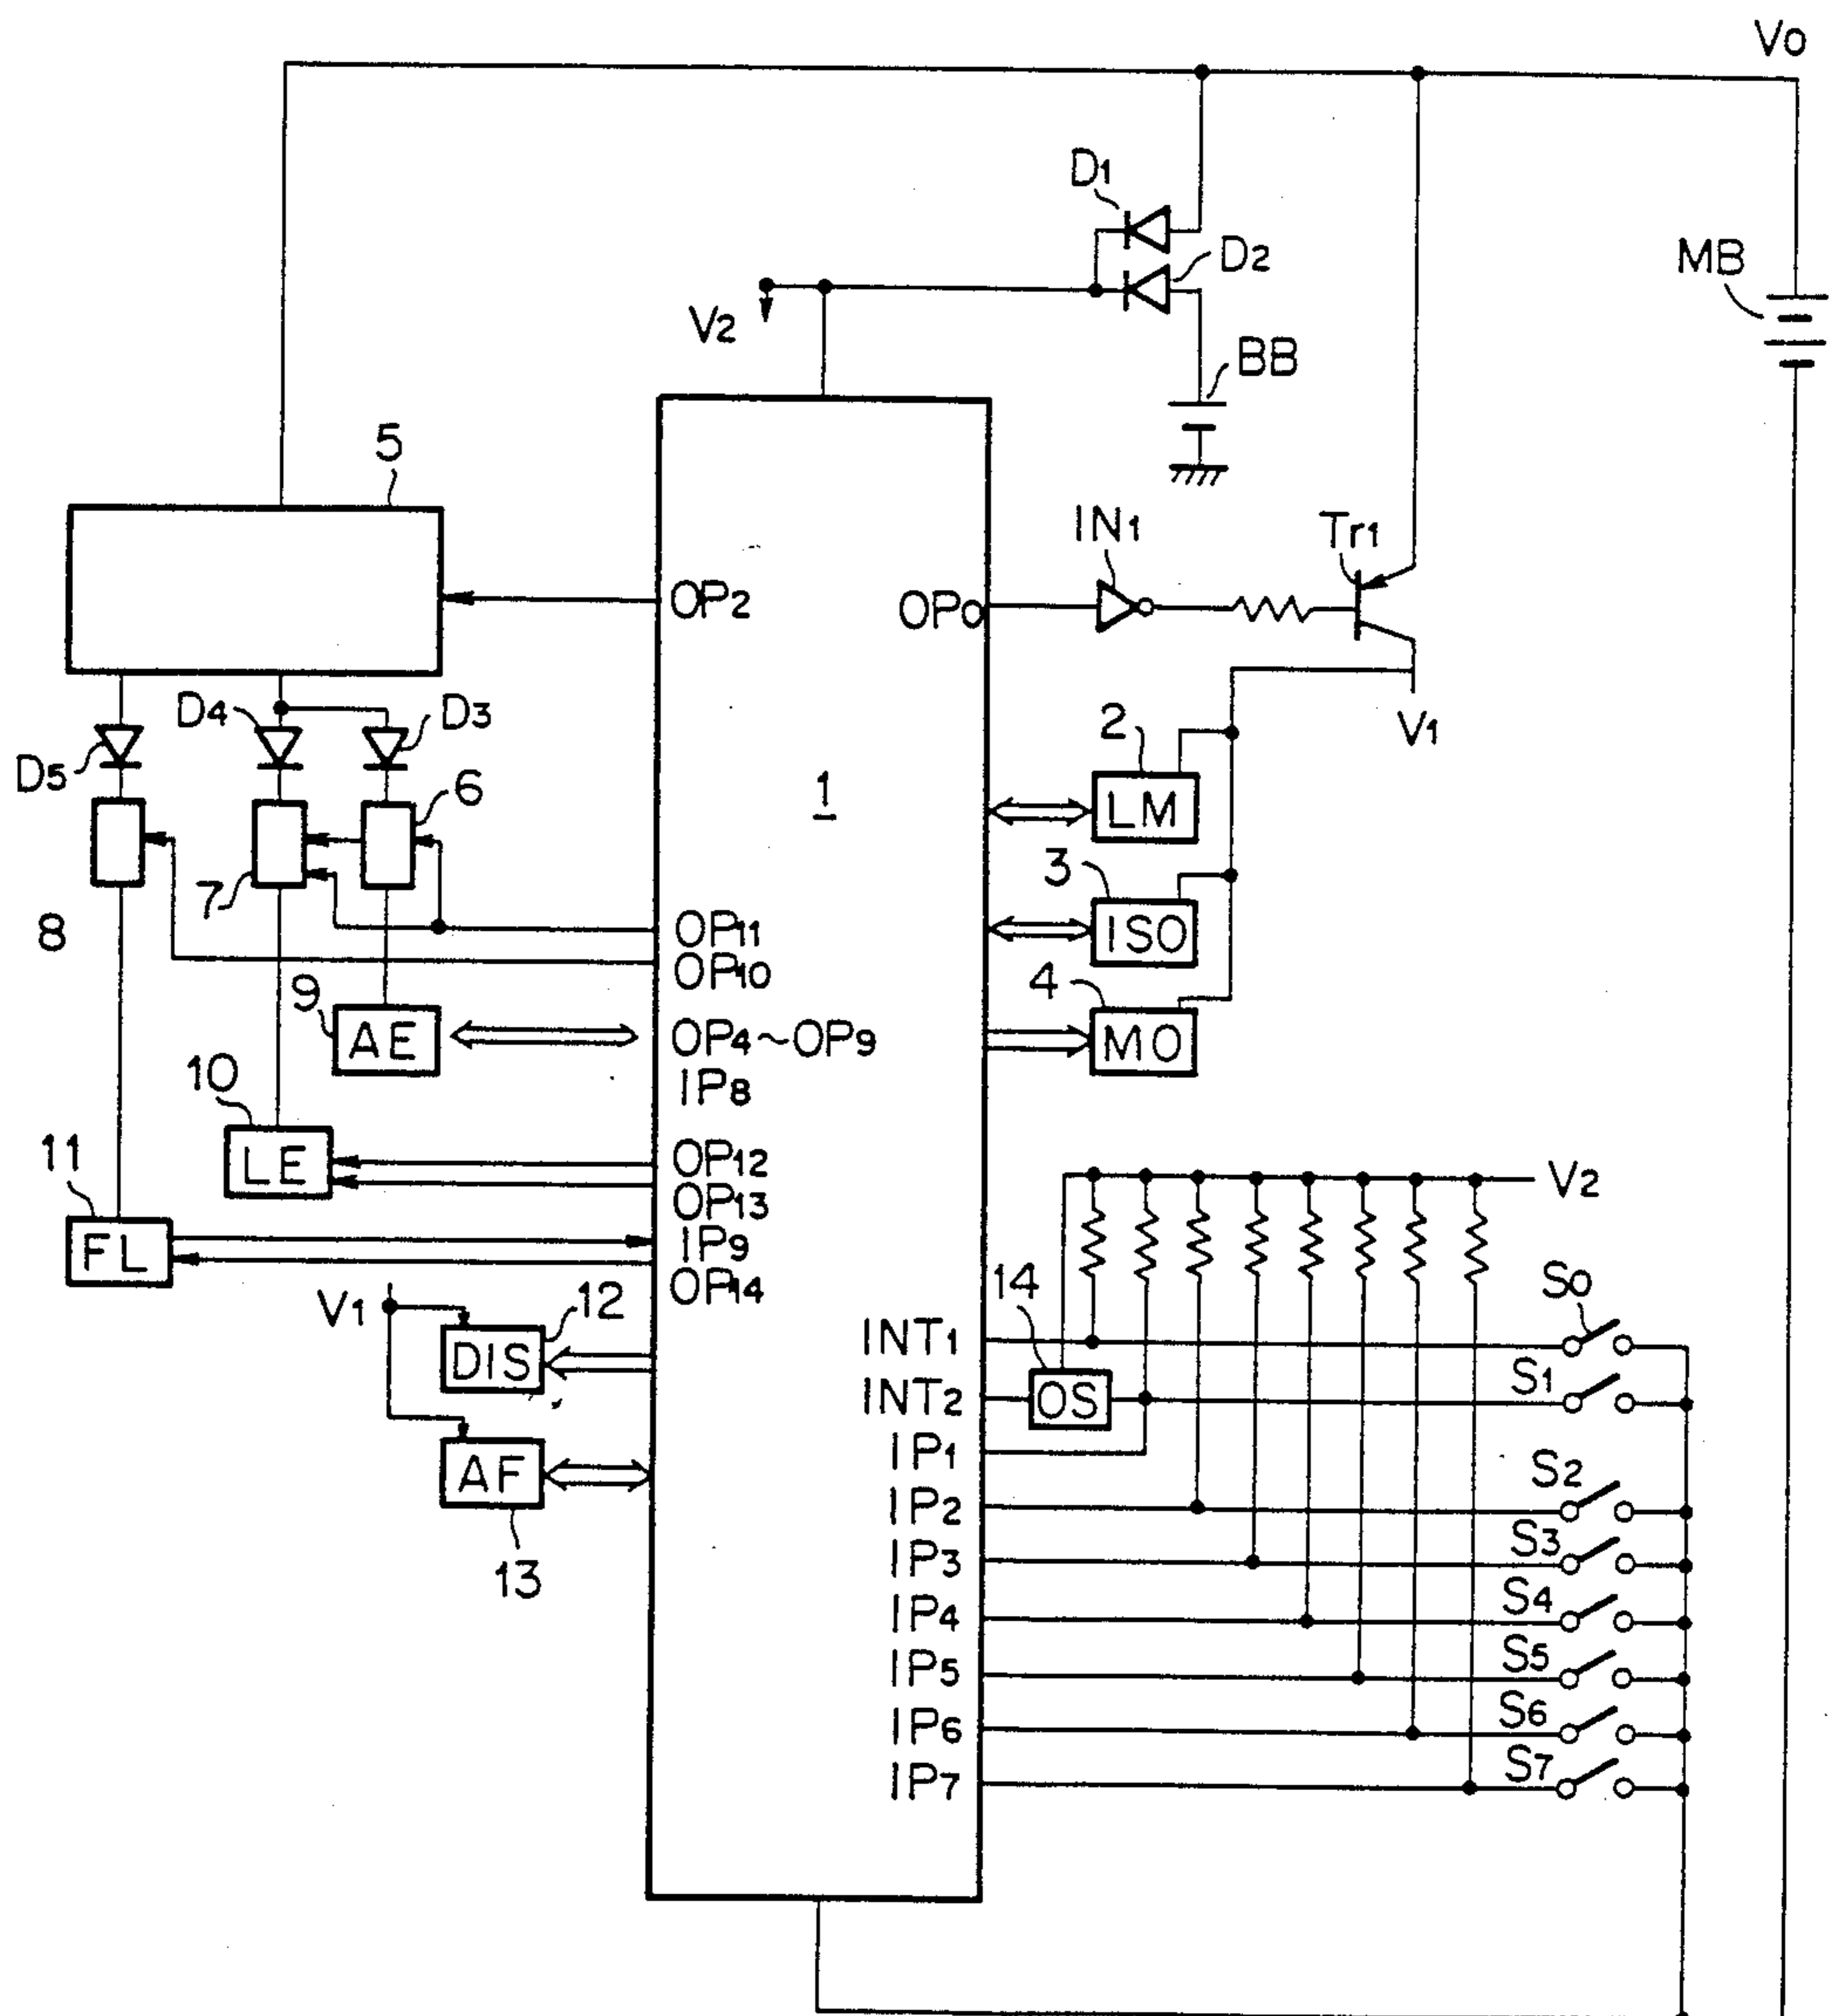 Vo
D1
D2
MB
V2
BB
5
IN1
Tr1
OP2
OPo
V1
D4
D3
D5
2
1
6
LM
7
3
8
OP11
ISO
OP10
4
9
AE
OP4~OP9
MO
IP8
10
LE
OP12
OP13
11
FL
IP9
OP14
V2
V1
12
DIS
14
So
INT1
S1
INT2
OS
AF
IP1
13
IP2
S2
IP3
S3
IP4
S4
IP5
S5
IP6
S6
IP7
S7